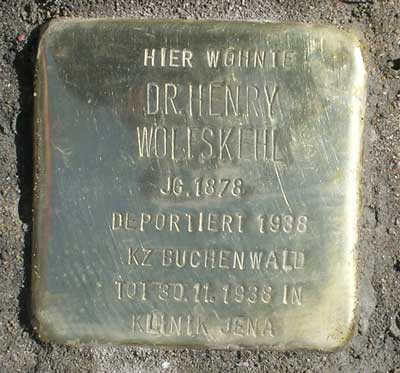 HIER WOHNTE
DR. HENRY
WOLFSKEHL
JG. 1878
DEPORTIERT 1938
KZ BUCHENWALD
TOT 30.11.1938 IN
KLINIK JENA